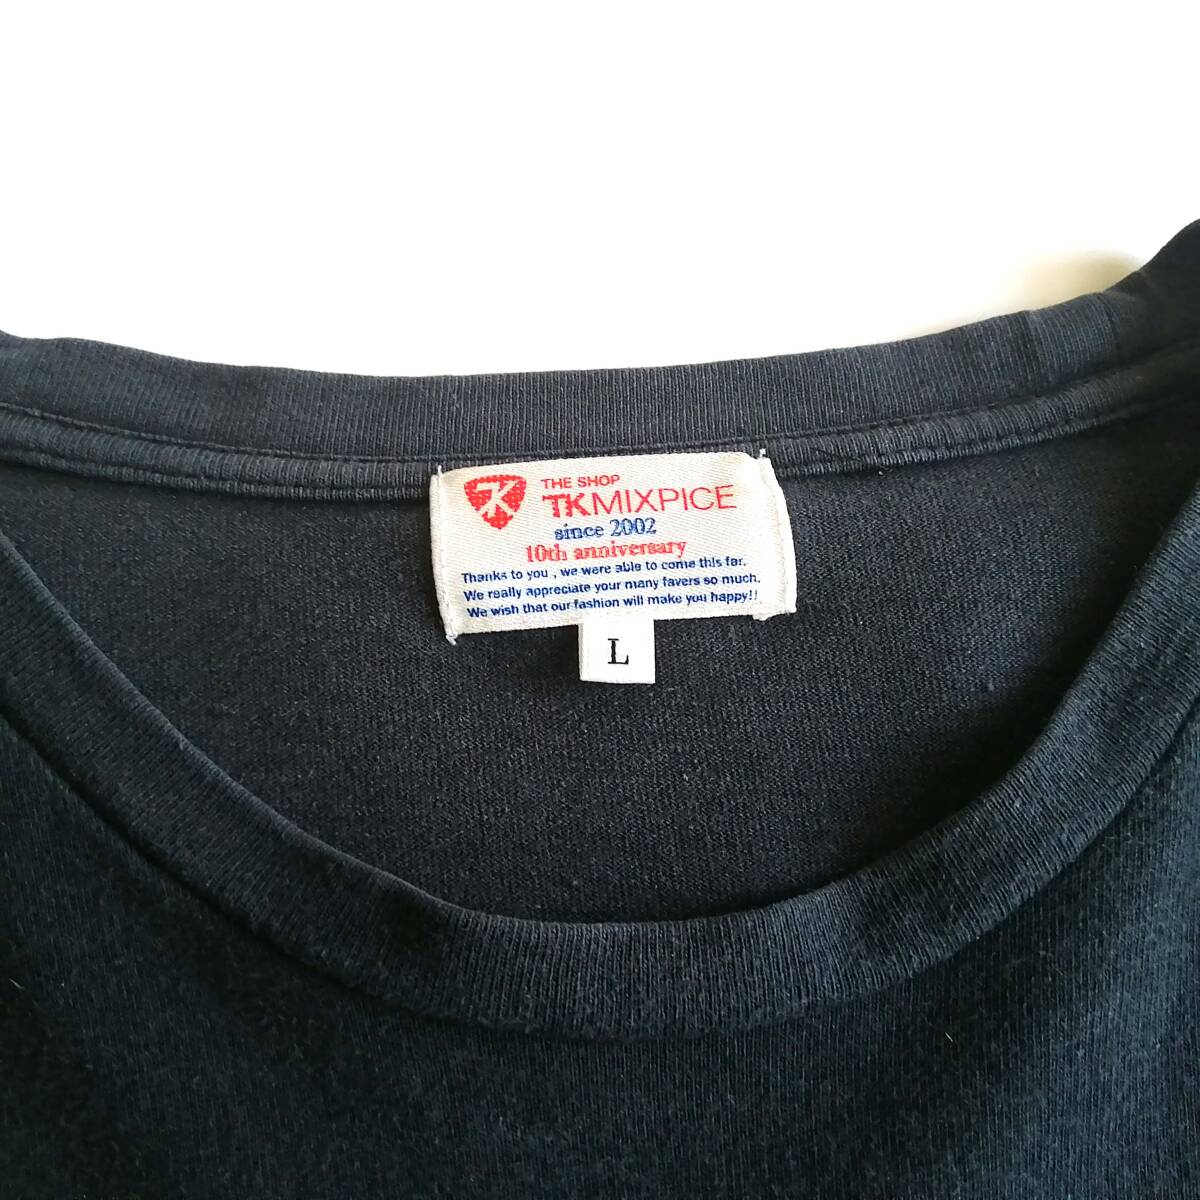 THE SHOP
TK TKMIXPICE
since 2002
10th anniversary
Thanks to you , we were able to come this far.
We really appreciate your many favers so much.
We wish that our fashion will make you happy!!
L